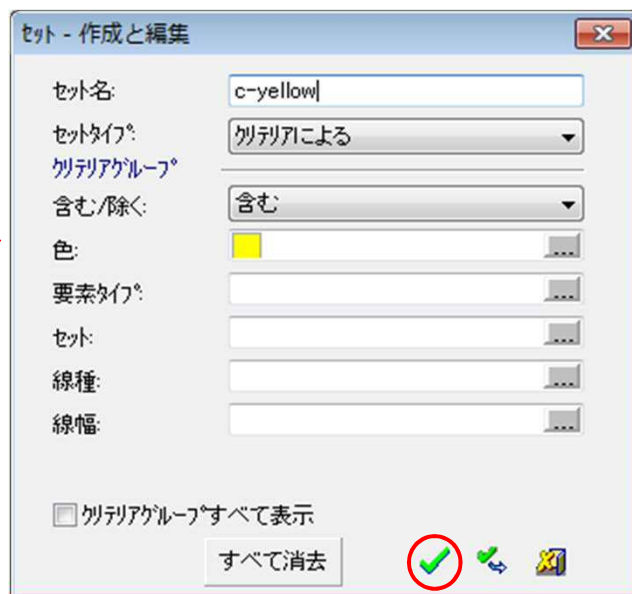 ｾｯﾄ - 作成と編集
ｾｯﾄ名: c-yellow
ｾｯﾄﾀｲﾌﾟ: ｸﾘﾃﾘｱによる
ｸﾘﾃﾘｱｸﾞﾙｰﾌﾟ
含む/除く: 含む
色: ...
要素ﾀｲﾌﾟ: ...
ｾｯﾄ: ...
線種: ...
線幅: ...
ｸﾘﾃﾘｱｸﾞﾙｰﾌﾟすべて表示
すべて消去